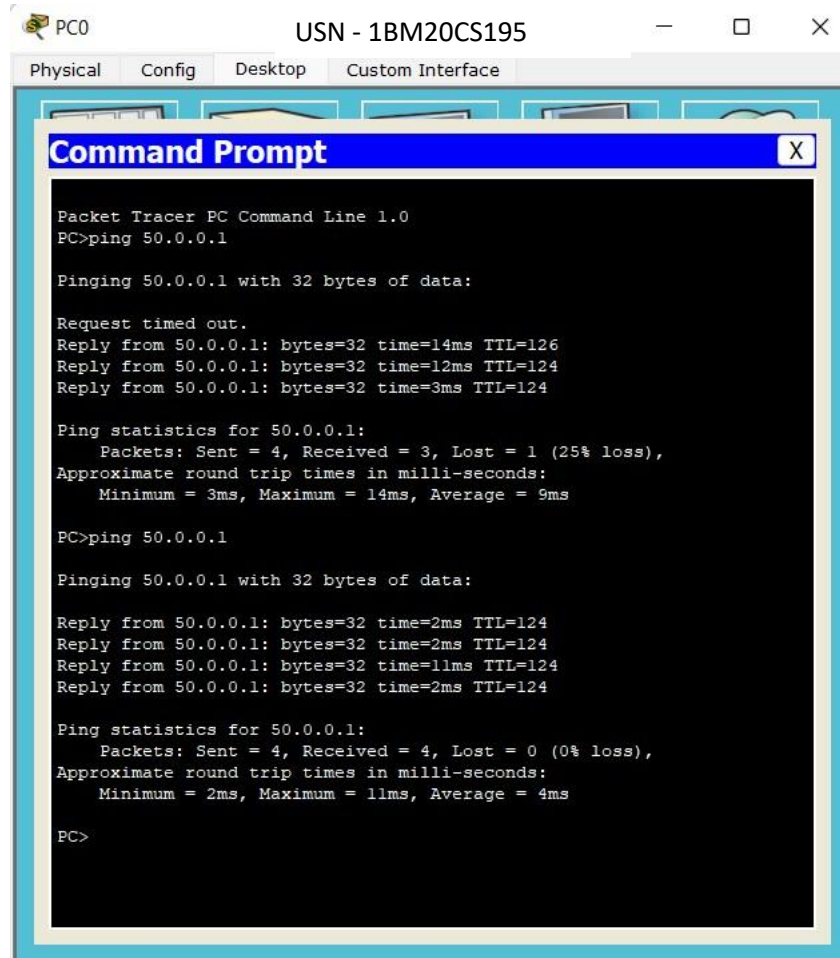 PC0
USN - 1BM20CS195
Physical Config Desktop Custom Interface
Command Prompt X
Packet Tracer PC Command Line 1.0
PC>ping 50.0.0.1
Pinging 50.0.0.1 with 32 bytes of data:
Request timed out.
Reply from 50.0.0.1: bytes=32 time=14ms TTL=126
Reply from 50.0.0.1: bytes=32 time=12ms TTL=124
Reply from 50.0.0.1: bytes=32 time=3ms TTL=124
Ping statistics for 50.0.0.1:
Packets: Sent = 4, Received = 3, Lost = 1 (25% loss),
Approximate round trip times in milli-seconds:
Minimum = 3ms, Maximum = 14ms, Average = 9ms
PC>ping 50.0.0.1
Pinging 50.0.0.1 with 32 bytes of data:
Reply from 50.0.0.1: bytes=32 time=2ms TTL=124
Reply from 50.0.0.1: bytes=32 time=2ms TTL=124
Reply from 50.0.0.1: bytes=32 time=11ms TTL=124
Reply from 50.0.0.1: bytes=32 time=2ms TTL=124
Ping statistics for 50.0.0.1:
Packets: Sent = 4, Received = 4, Lost = 0 (0% loss),
Approximate round trip times in milli-seconds:
Minimum = 2ms, Maximum = 11ms, Average = 4ms
PC>